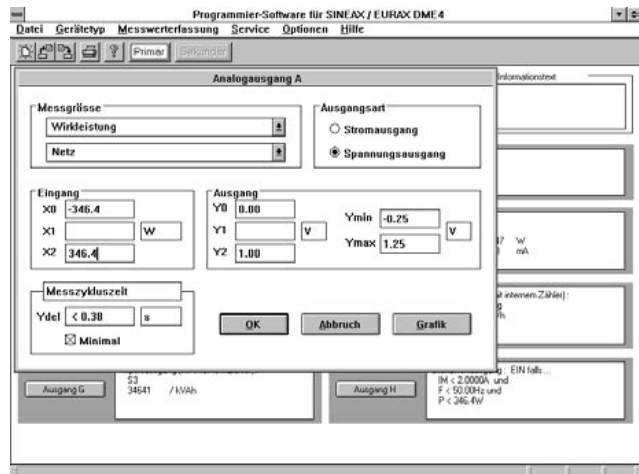 Programmier-Software für SINEAX / EURAX DME4
Datei Gerätetyp Messwerterfassung Service Optionen Hilfe
Primär Sekundär
Analogausgang A
Informationstext
Messgrösse
Wirkleistung
Netz
Ausgangsart
Stromausgang
Spannungsausgang
Eingang
X0 -346.4
X1 W
X2 346.4
Ausgang
Y0 0.00
Y1 V
Y2 1.00
Ymin -0.25
Ymax 1.25
V
W
mA
Messzykluszeit
Ydel < 0.38 s
Minimal
OK Abbruch Grafik
internem Zähler) :
Ausgang G
S3
34641 / kVAh
Ausgang H
: EIN falls ...
IM < 2.0000A und
F < 50.00Hz und
P < 346.4W